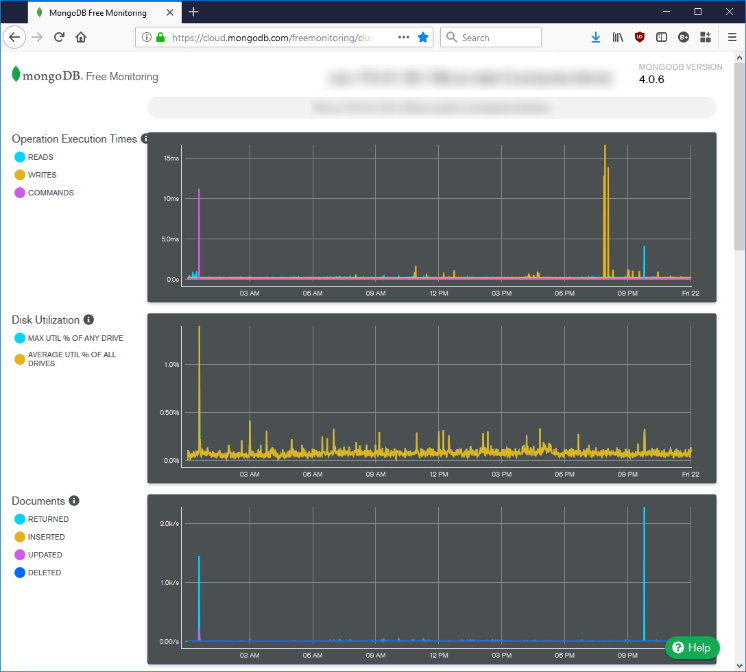 MongoDB Free Monitoring
https://cloud.mongodb.com/freemonitoring/clus
Search
mongoDB. Free Monitoring
MONGODB VERSION
4.0.6
Operation Execution Times
READS
WRITES
COMMANDS
15ms
10ms
5.0ms
0.0s
03 AM 06 AM 09 AM 12 PM 03 PM 06 PM 09 PM Fri 22
Disk Utilization
MAX UTIL % OF ANY DRIVE
AVERAGE UTIL % OF ALL
DRIVES
1.0%
0.50%
0.0%
03 AM 06 AM 09 AM 12 PM 03 PM 06 PM 09 PM Fri 22
Documents
RETURNED
INSERTED
UPDATED
DELETED
2.0k/s
1.0k/s
0.00/s
03 AM 06 AM 09 AM 12 PM 03 PM 06 PM 09 PM
Help